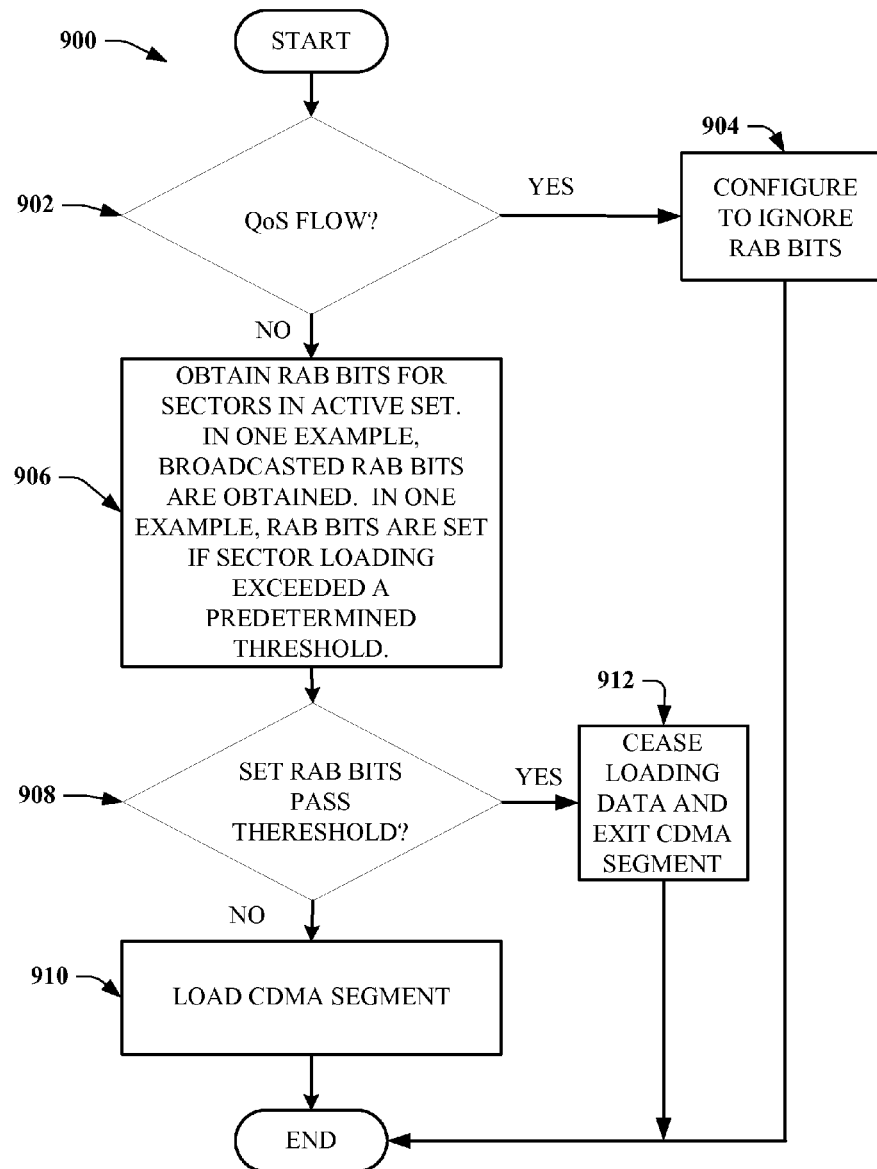 START
900
902
QoS FLOW?
YES
904
CONFIGURE
TO IGNORE
RAB BITS
NO
906
OBTAIN RAB BITS FOR
SECTORS IN ACTIVE SET.
IN ONE EXAMPLE,
BROADCASTED RAB BITS
ARE OBTAINED.  IN ONE
EXAMPLE, RAB BITS ARE SET
IF SECTOR LOADING
EXCEEDED A
PREDETERMINED
THRESHOLD.
908
SET RAB BITS
PASS
THERESHOLD?
YES
912
CEASE
LOADING
DATA AND
EXIT CDMA
SEGMENT
NO
910
LOAD CDMA SEGMENT
END